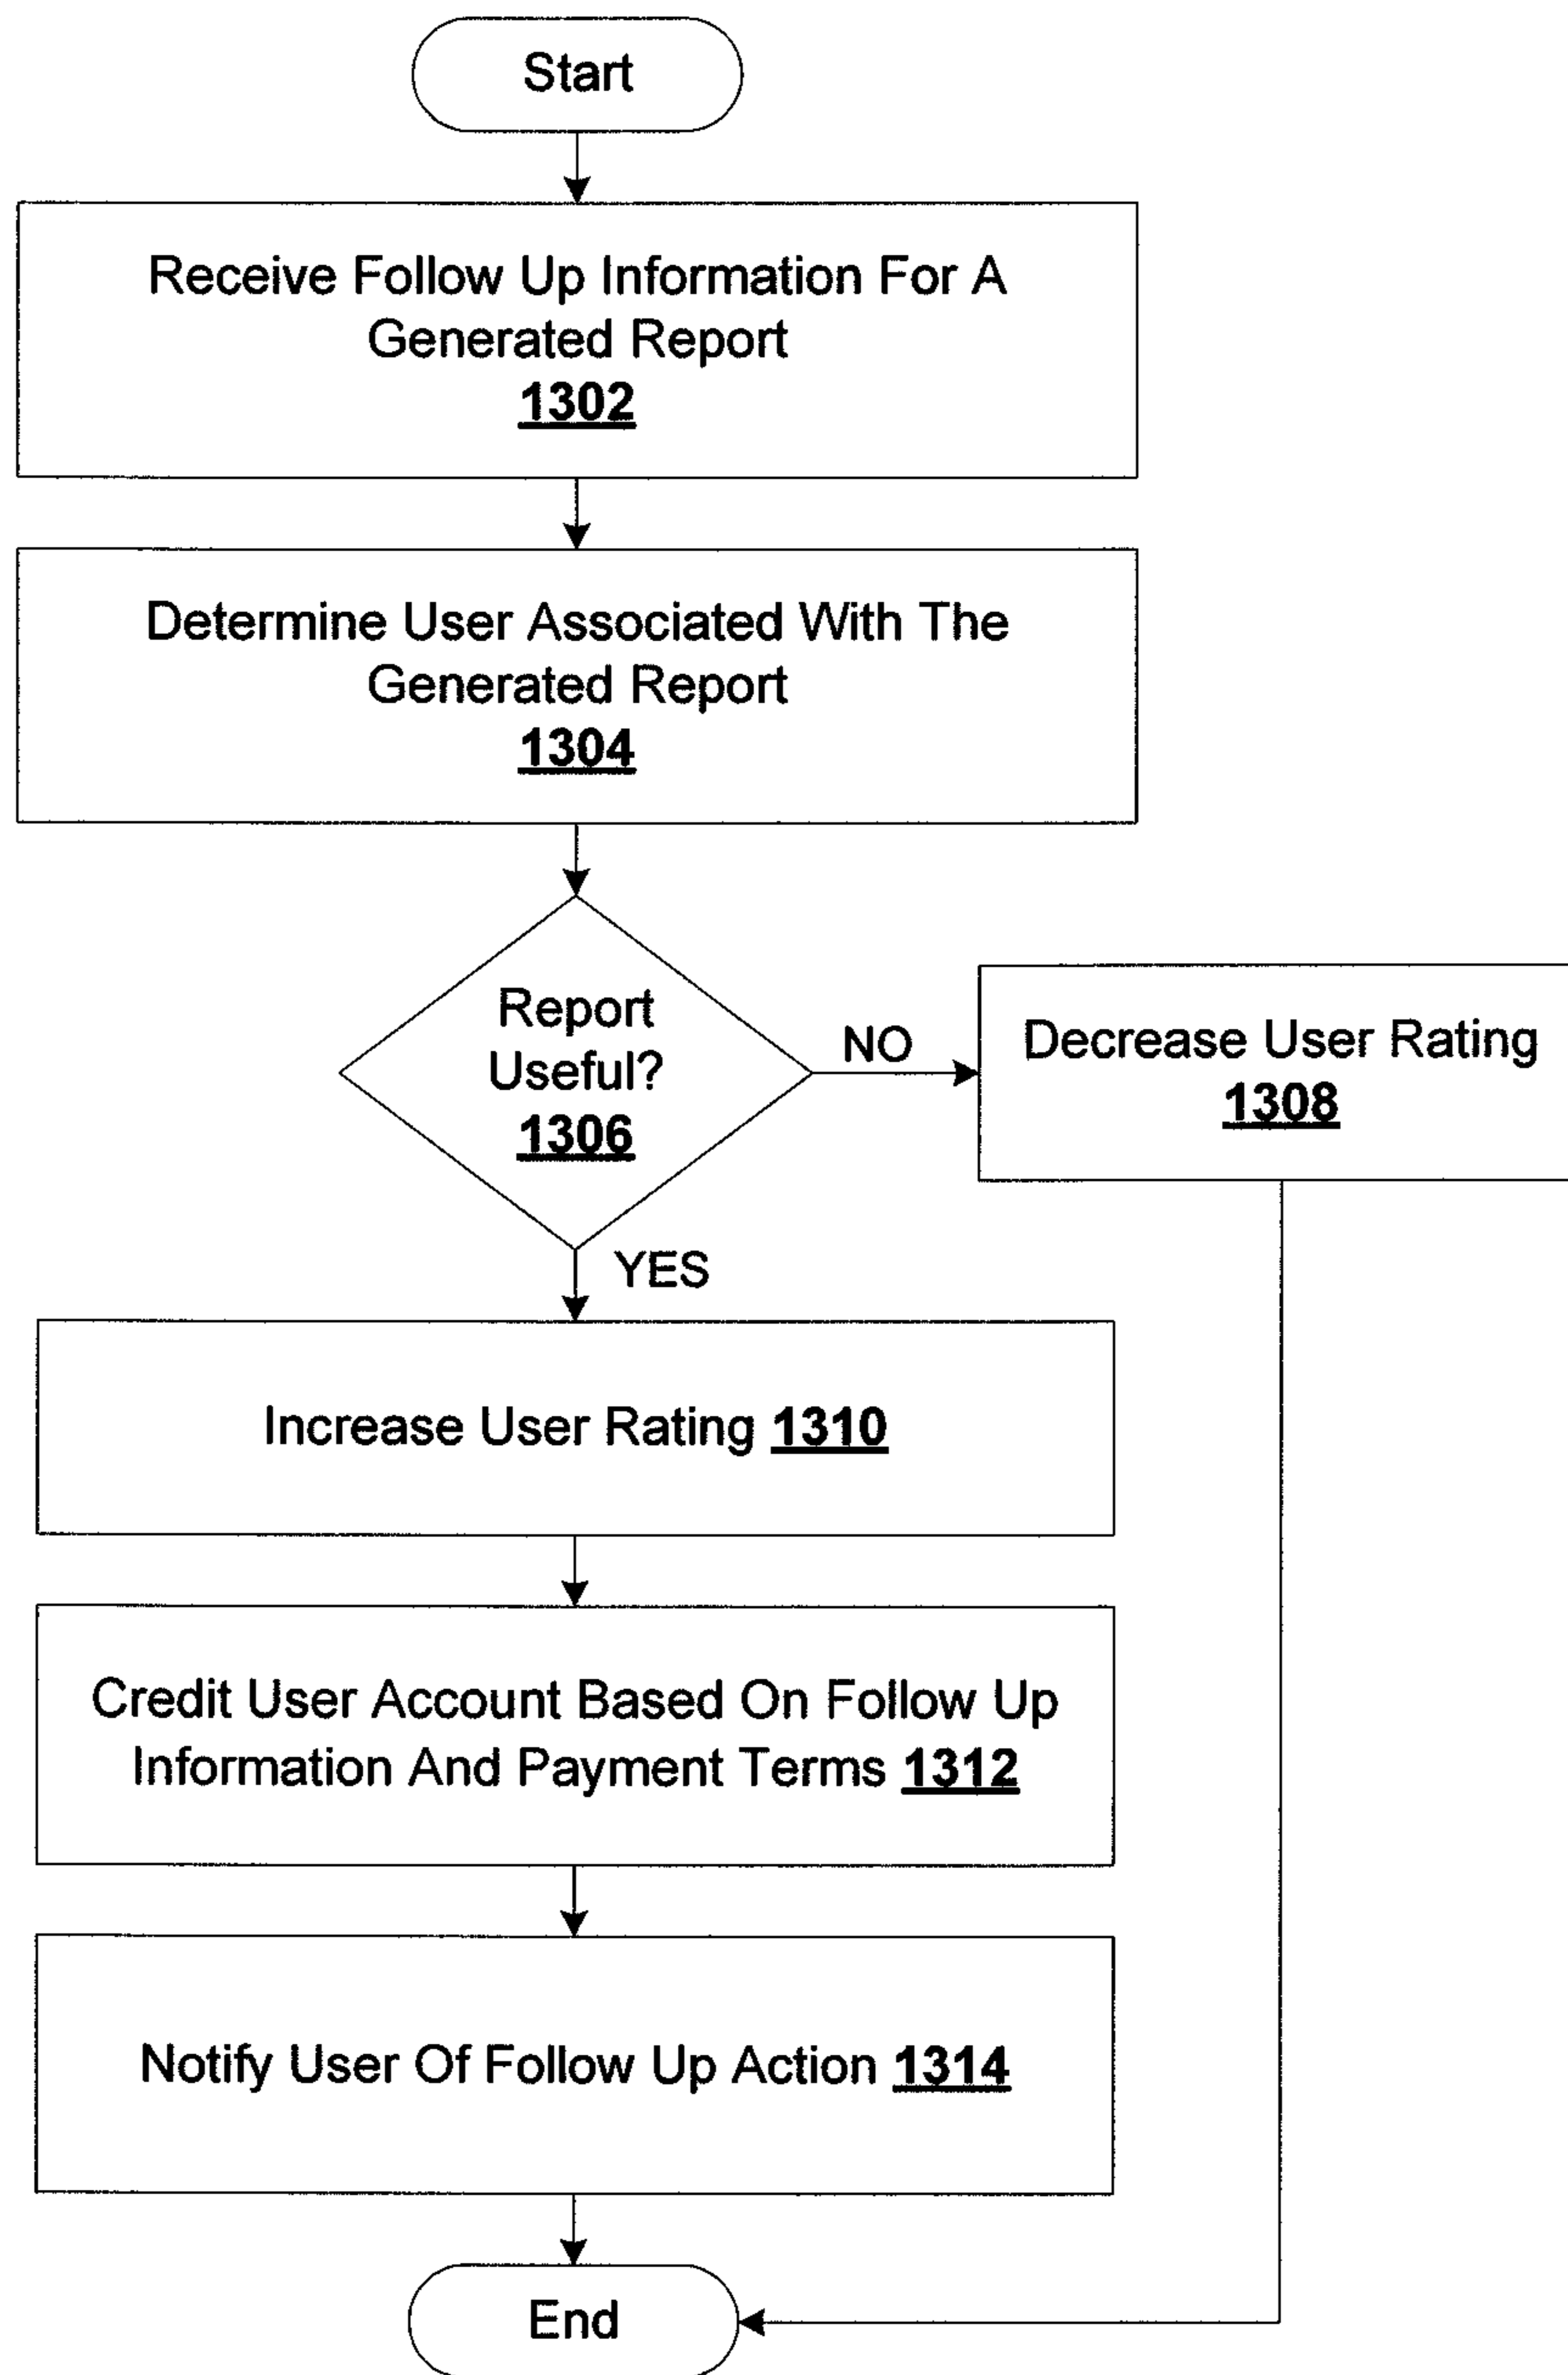 Start
Receive Follow Up Information For A
Generated Report
1302
Determine User Associated With The
Generated Report
1304
Report
Useful?
1306
NO
Decrease User Rating
1308
YES
Increase User Rating 1310
Credit User Account Based On Follow Up
Information And Payment Terms 1312
Notify User Of Follow Up Action 1314
End